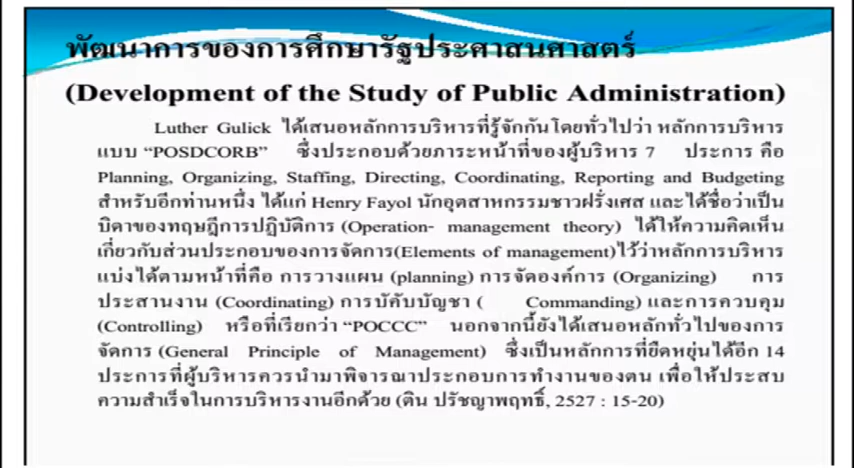 พัฒนาการของการศึกษารัฐประศาสนศาสตร์
(Development of the Study of Public Administration)
Luther Gulick ได้เสนอหลักการบริหารที่รู้จักกันโดยทั่วไปว่า หลักการบริหาร
แบบ “POSDCORB” ซึ่งประกอบด้วยภาระหน้าที่ของผู้บริหาร 7 ประการ คือ
Planning, Organizing, Staffing, Directing, Coordinating, Reporting and Budgeting
สำหรับอีกท่านหนึ่ง ได้แก่ Henry Fayol นักอุตสาหกรรมชาวฝรั่งเศส และได้ชื่อว่าเป็น
บิดาของทฤษฎีการปฏิบัติการ (Operation- management theory) ได้ให้ความคิดเห็น
เกี่ยวกับส่วนประกอบของการจัดการ(Elements of management)ไว้ว่าหลักการบริหาร
แบ่งได้ตามหน้าที่คือ การวางแผน (planning) การจัดองค์การ (Organizing) การ
ประสานงาน (Coordinating) การบัคับบัญชา ( Commanding) และการควบคุม
(Controlling) หรือที่เรียกว่า “POCCC” นอกจากนี้ยังได้เสนอหลักทั่วไปของการ
จัดการ (General Principle of Management) ซึ่งเป็นหลักการที่ยืดหยุ่นได้อีก 14
ประการที่ผู้บริหารควรนำมาพิจารณาประกอบการทำงานของตน เพื่อให้ประสบ
ความสำเร็จในการบริหารงานอีกด้วย (ติน ปรัชญาพฤทธิ์, 2527 : 15-20)